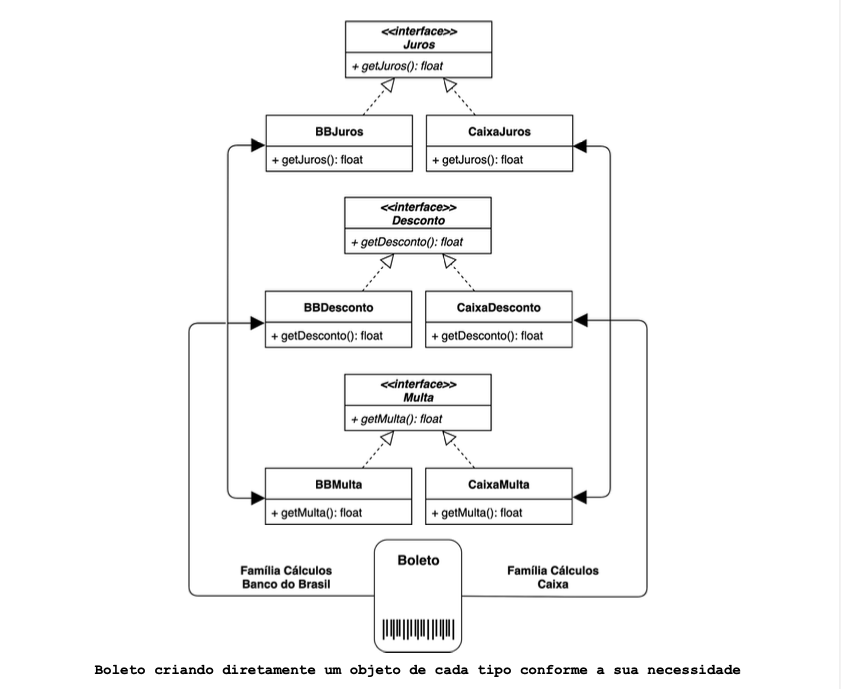 <<interface>>
Juros
+ getJuros(): float
BBJuros
+ getJuros(): float
CaixaJuros
+ getJuros(): float
<<interface>>
Desconto
+ getDesconto(): float
BBDesconto
+ getDesconto(): float
CaixaDesconto
+ getDesconto(): float
<<interface>>
Multa
+ getMulta(): float
BBMulta
+ getMulta(): float
CaixaMulta
+ getMulta(): float
Boleto
Família Cálculos
Banco do Brasil
Família Cálculos
Caixa
Boleto criando diretamente um objeto de cada tipo conforme a sua necessidade